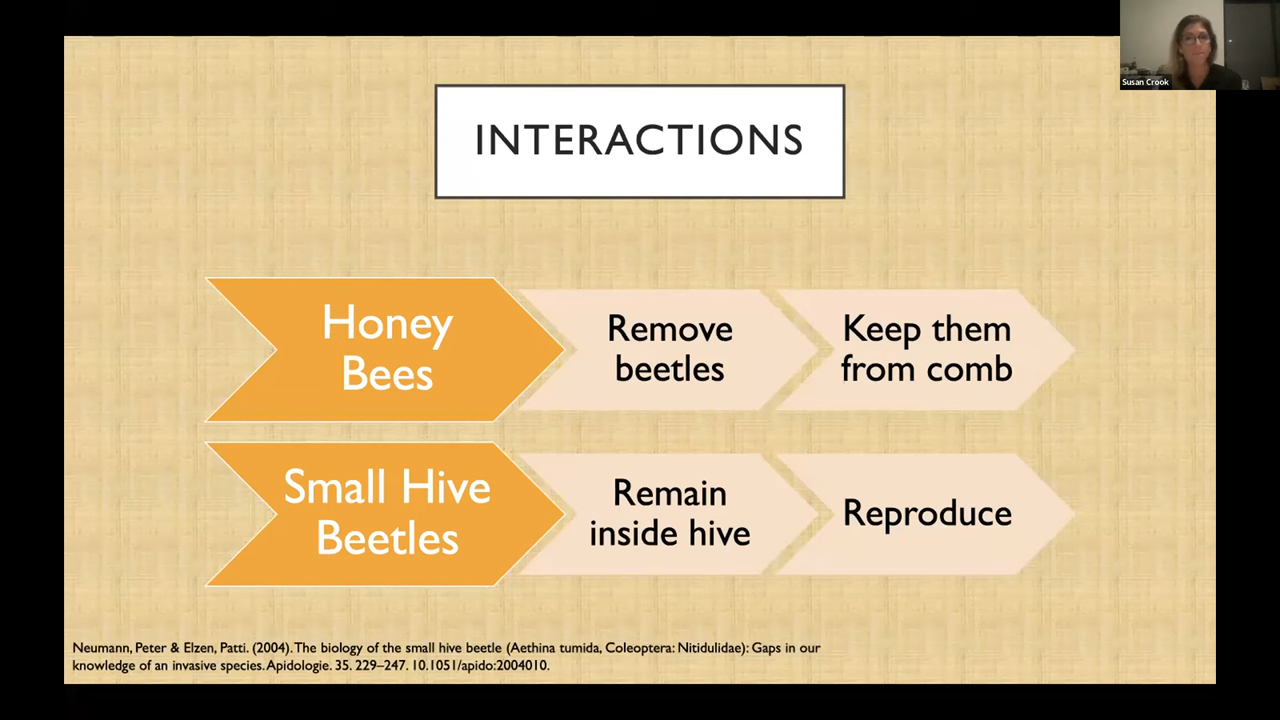 Susan Crook
INTERACTIONS
Honey
Bees
Remove
beetles
Keep them
from comb
Small Hive
Beetles
Remain
inside hive
Reproduce
Neumann, Peter & Elzen, Patti. (2004). The biology of the small hive beetle (Aethina tumida, Coleoptera: Nitidulidae): Gaps in our
knowledge of an invasive species. Apidologie. 35. 229–247. 10.1051/apido:2004010.